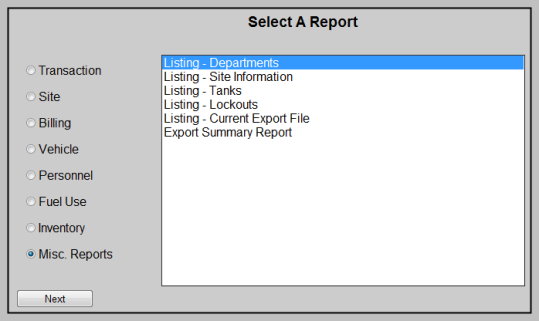 Select A Report
Transaction
Site
Billing
Vehicle
Personnel
Fuel Use
Inventory
Misc. Reports
Listing - Departments
Listing - Site Information
Listing - Tanks
Listing - Lockouts
Listing - Current Export File
Export Summary Report
Next